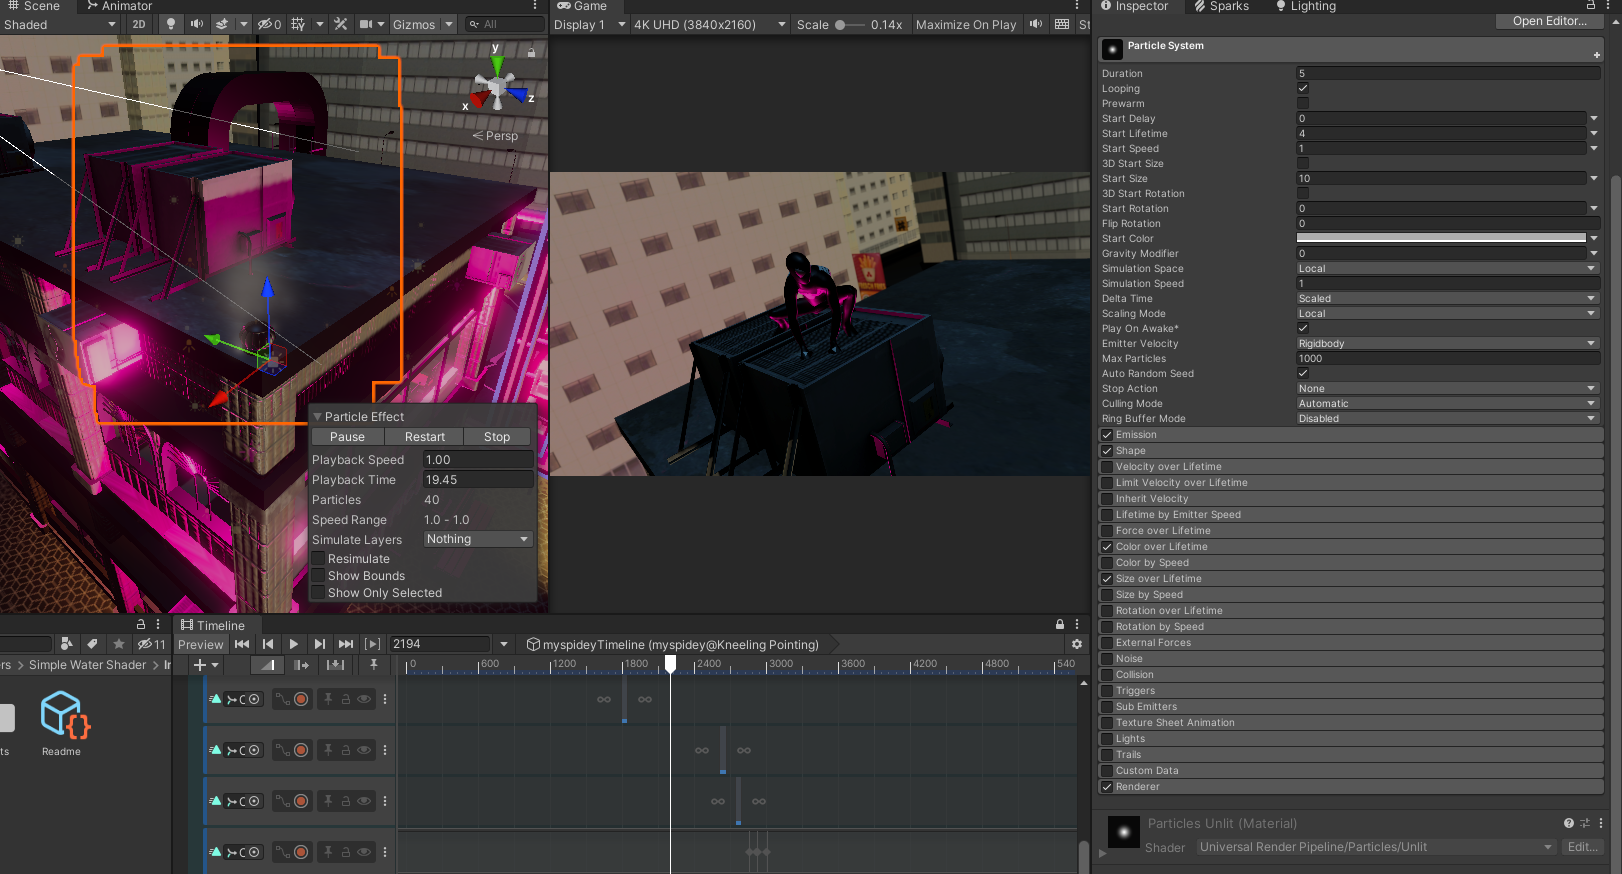 Scene
Animator
Shaded
2D
0
Gizmos
All
y
x
z
Persp
Particle Effect
Pause
Restart
Stop
Playback Speed 1.00
Playback Time 19.45
Particles 40
Speed Range 1.0 - 1.0
Simulate Layers Nothing
Resimulate
Show Bounds
Show Only Selected
Game
Display 1
4K UHD (3840x2160)
Scale
0.14x
Maximize On Play
St
Inspector
Sparks
Lighting
Open Editor...
Particle System
Duration 5
Looping
Prewarm
Start Delay 0
Start Lifetime 4
Start Speed 1
3D Start Size
Start Size 10
3D Start Rotation
Start Rotation 0
Flip Rotation 0
Start Color
Gravity Modifier 0
Simulation Space Local
Simulation Speed 1
Delta Time Scaled
Scaling Mode Local
Play On Awake*
Emitter Velocity Rigidbody
Max Particles 1000
Auto Random Seed
Stop Action None
Culling Mode Automatic
Ring Buffer Mode Disabled
Emission
Shape
Velocity over Lifetime
Limit Velocity over Lifetime
Inherit Velocity
Lifetime by Emitter Speed
Force over Lifetime
Color over Lifetime
Color by Speed
Size over Lifetime
Size by Speed
Rotation over Lifetime
Rotation by Speed
External Forces
Noise
Collision
Triggers
Sub Emitters
Texture Sheet Animation
Lights
Trails
Custom Data
Renderer
Particles Unlit (Material)
Shader Universal Render Pipeline/Particles/Unlit Edit...
11
ers > Simple Water Shader > Ir
ts
Readme
Timeline
Preview
2194
myspideyTimeline (myspidey@Kneeling Pointing)
0 600 1200 1800 2400 3000 3600 4200 4800 540